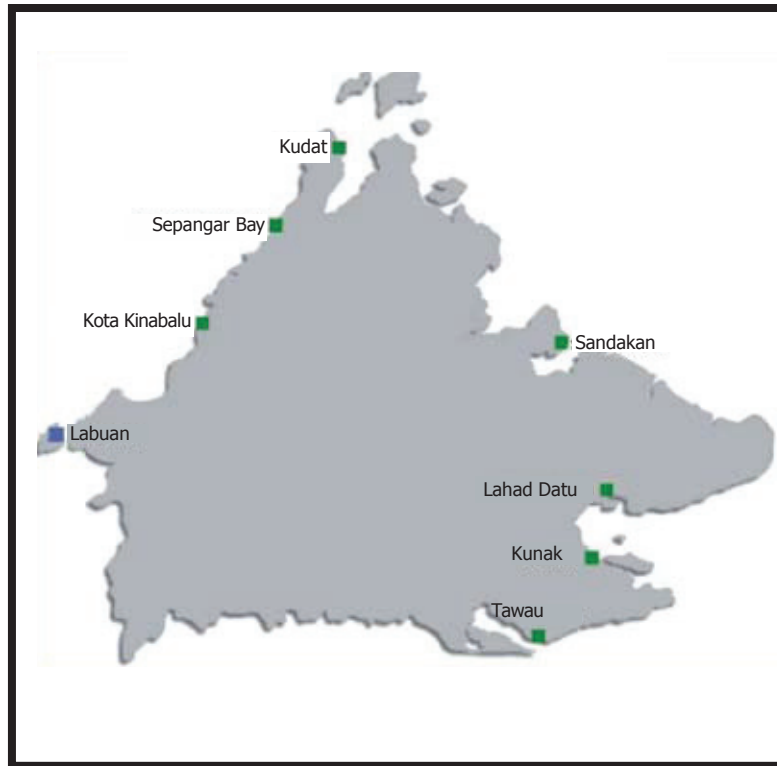 Kudat
Sepangar Bay
Kota Kinabalu
Sandakan
Labuan
Lahad Datu
Kunak
Tawau